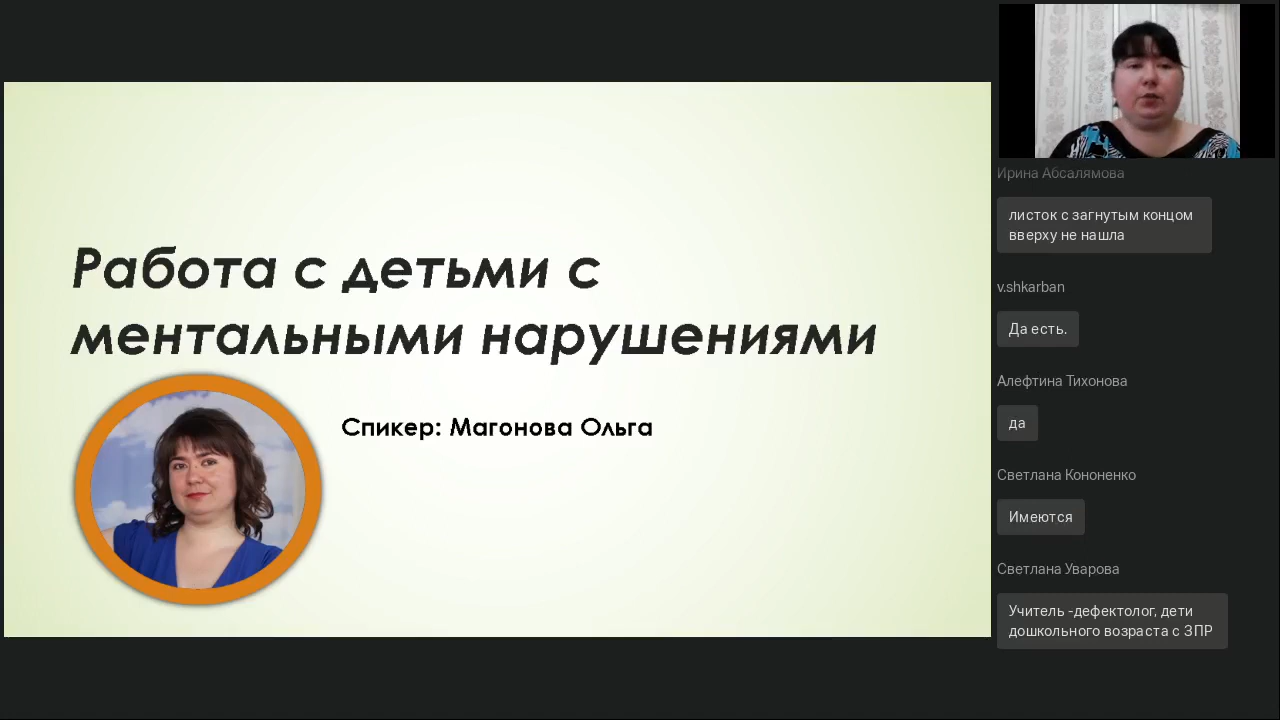 Работа с детьми с
ментальными нарушениями
Спикер: Магонова Ольга
Ирина Абсалямова
листок с загнутым концом
вверху не нашла
v.shkarban
Да есть.
Алефтина Тихонова
да
Светлана Кононенко
Имеются
Светлана Уварова
Учитель -дефектолог, дети
дошкольного возраста с ЗПР